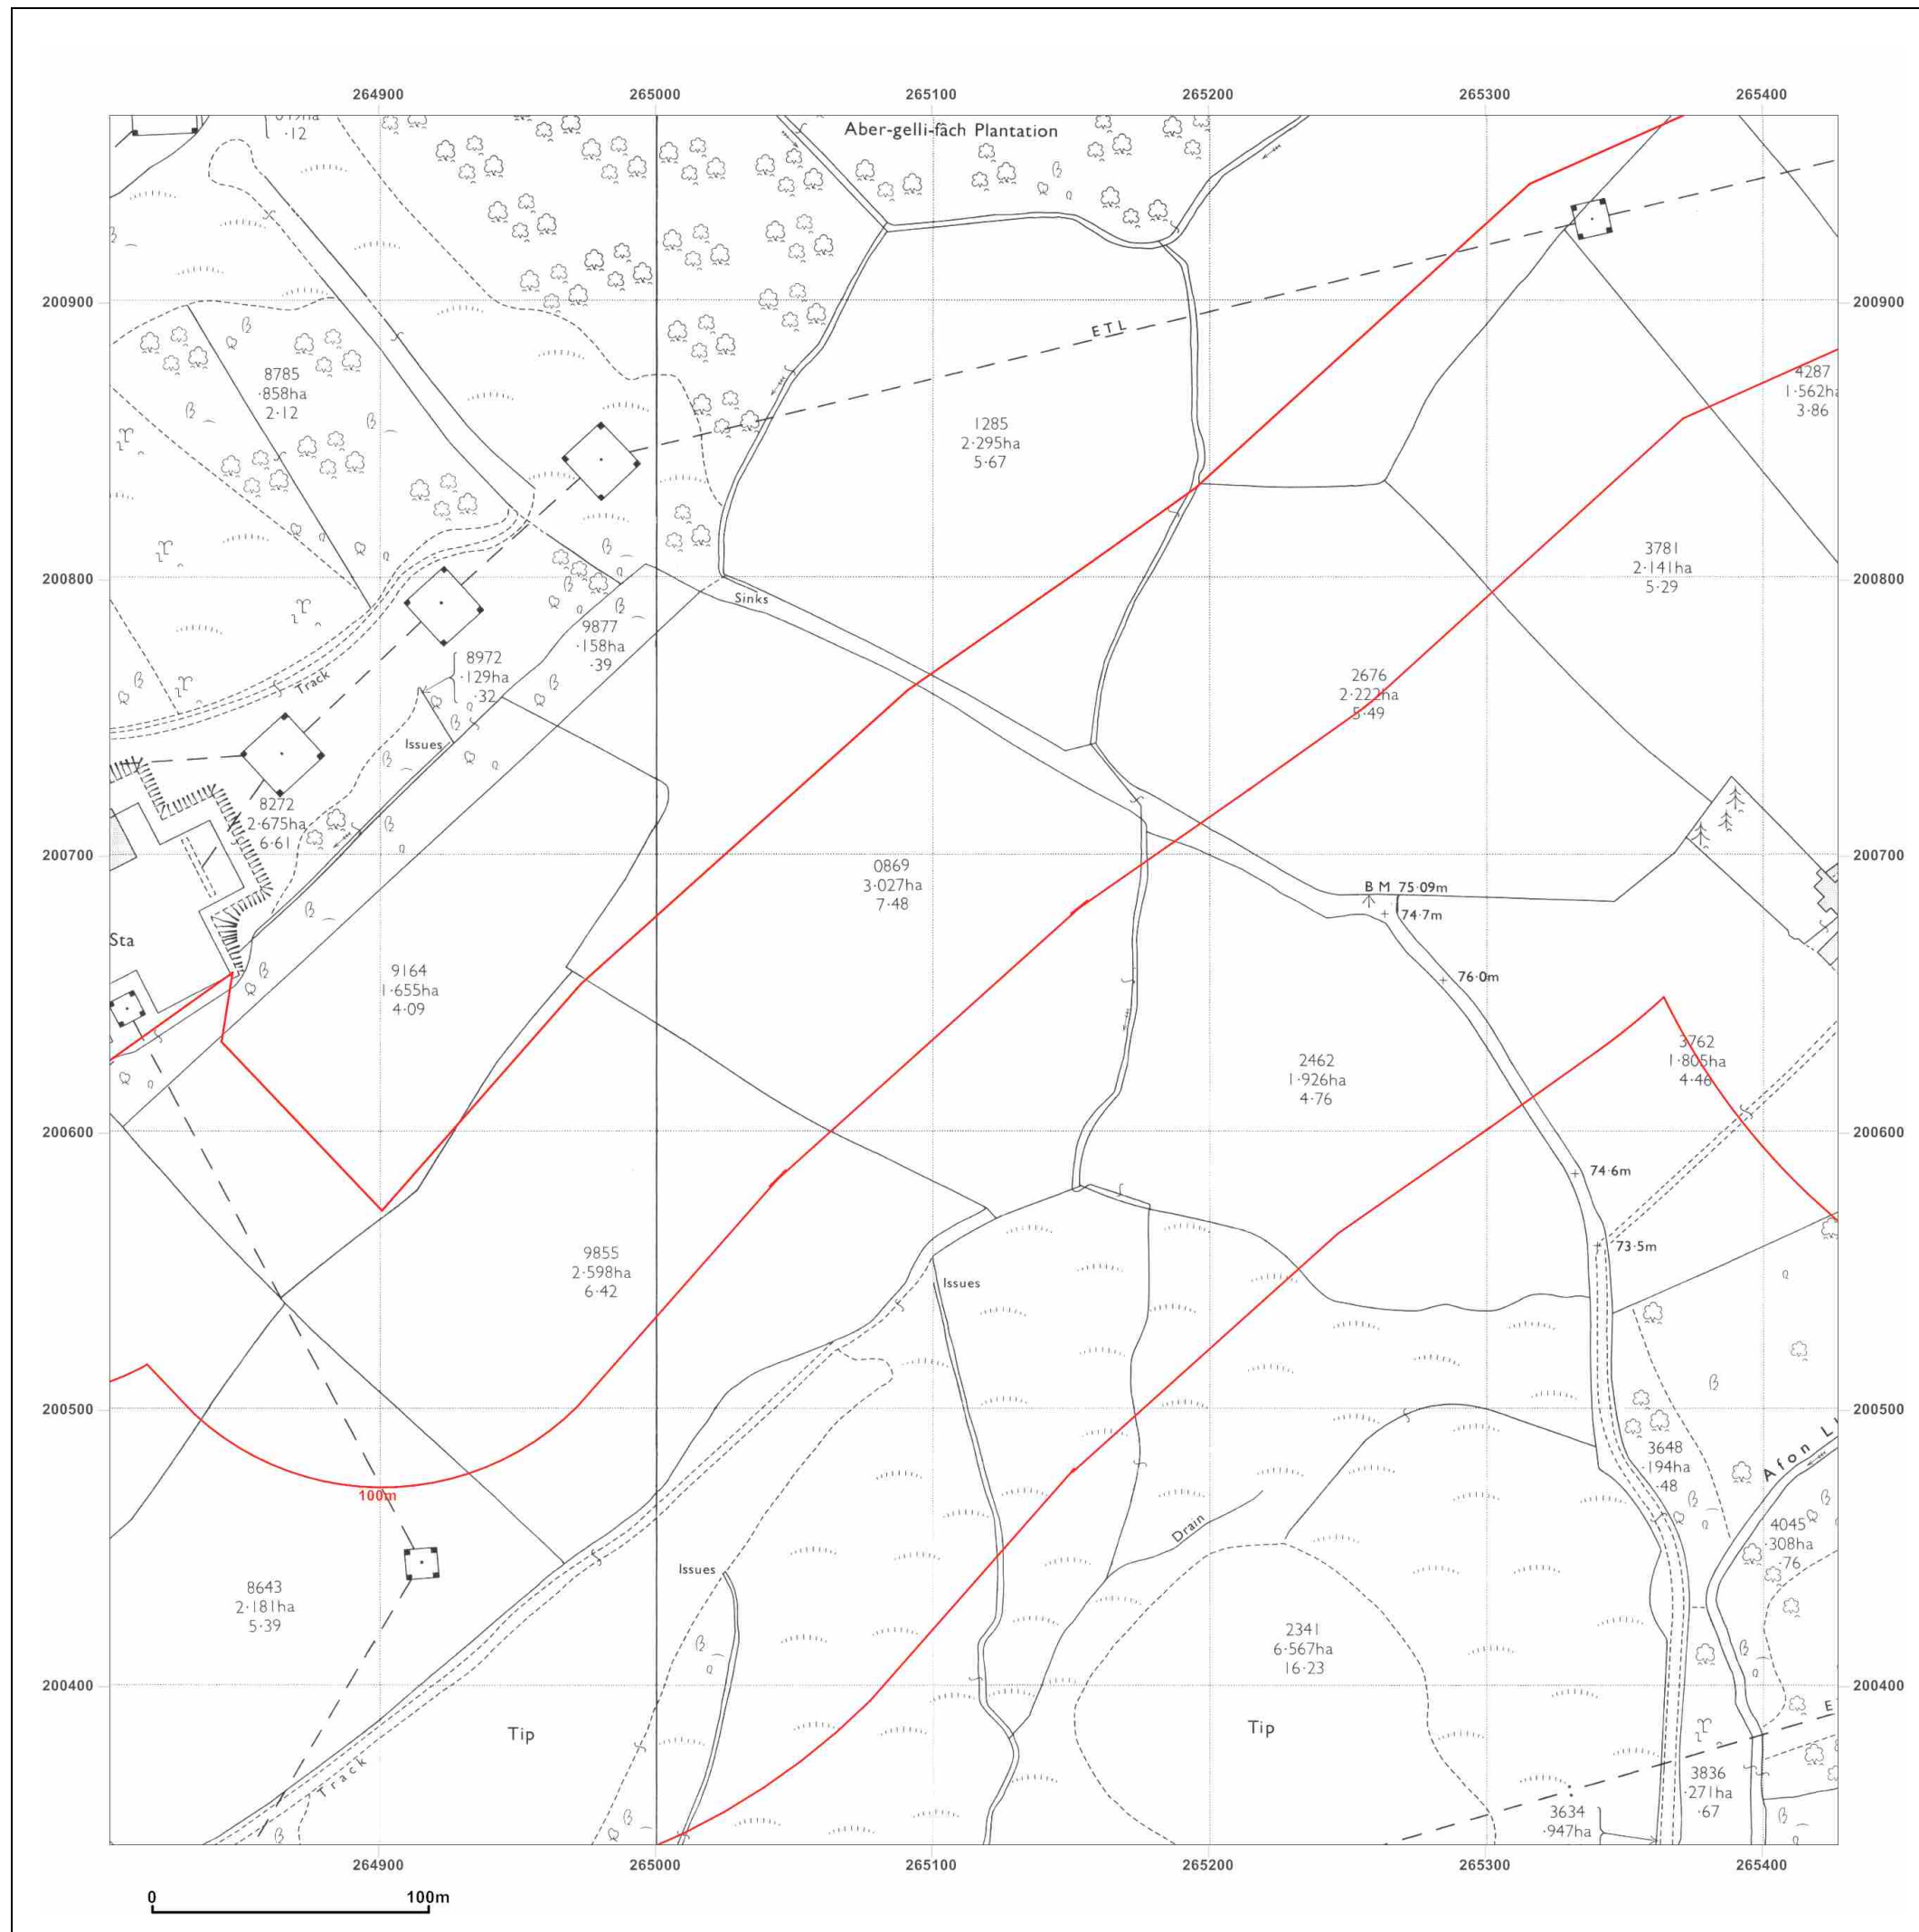 264900 265000 265100 265200 265300 265400
·12
Aber-gelli-fâch Plantation
200900
200900
ETL
8785
·858ha
2·12
4287
1·562ha
3·86
1285
2·295ha
5·67
200800
200800
Sinks
3781
2·141ha
5·29
9877
·158ha
·39
8972
·129ha
·32
Track
2676
2·222ha
5·49
Issues
8272
2·675ha
6·61
200700
200700
0869
3·027ha
7·48
B M 75·09m
74·7m
Sta
9164
1·655ha
4·09
76·0m
3762
1·805ha
4·46
2462
1·926ha
4·76
200600
200600
74·6m
73·5m
9855
2·598ha
6·42
Issues
200500
200500
100m
Afon L
3648
·194ha
·48
Drain
4045
·308ha
·76
Issues
8643
2·181ha
5·39
2341
6·567ha
16·23
200400
200400
E
Tip
Tip
Track
3836
·271ha
·67
3634
·947ha
264900 265000 265100 265200 265300 265400
0 100m